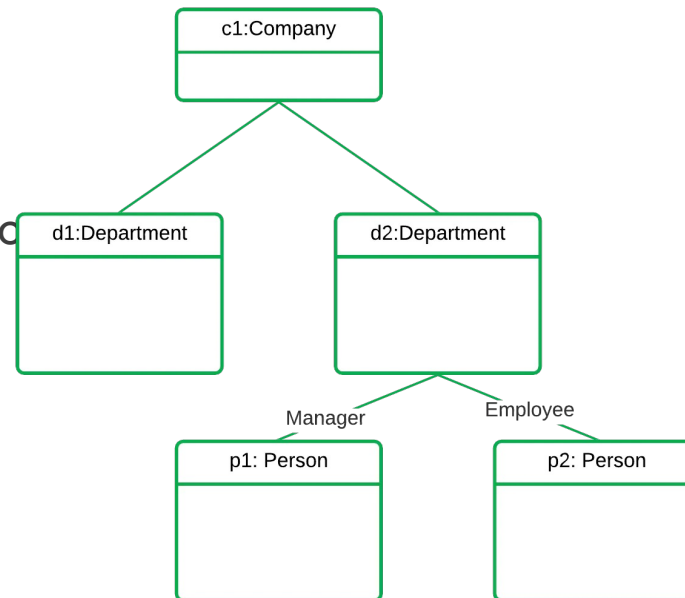 c1:Company
d1:Department
d2:Department
Manager
Employee
p1: Person
p2: Person